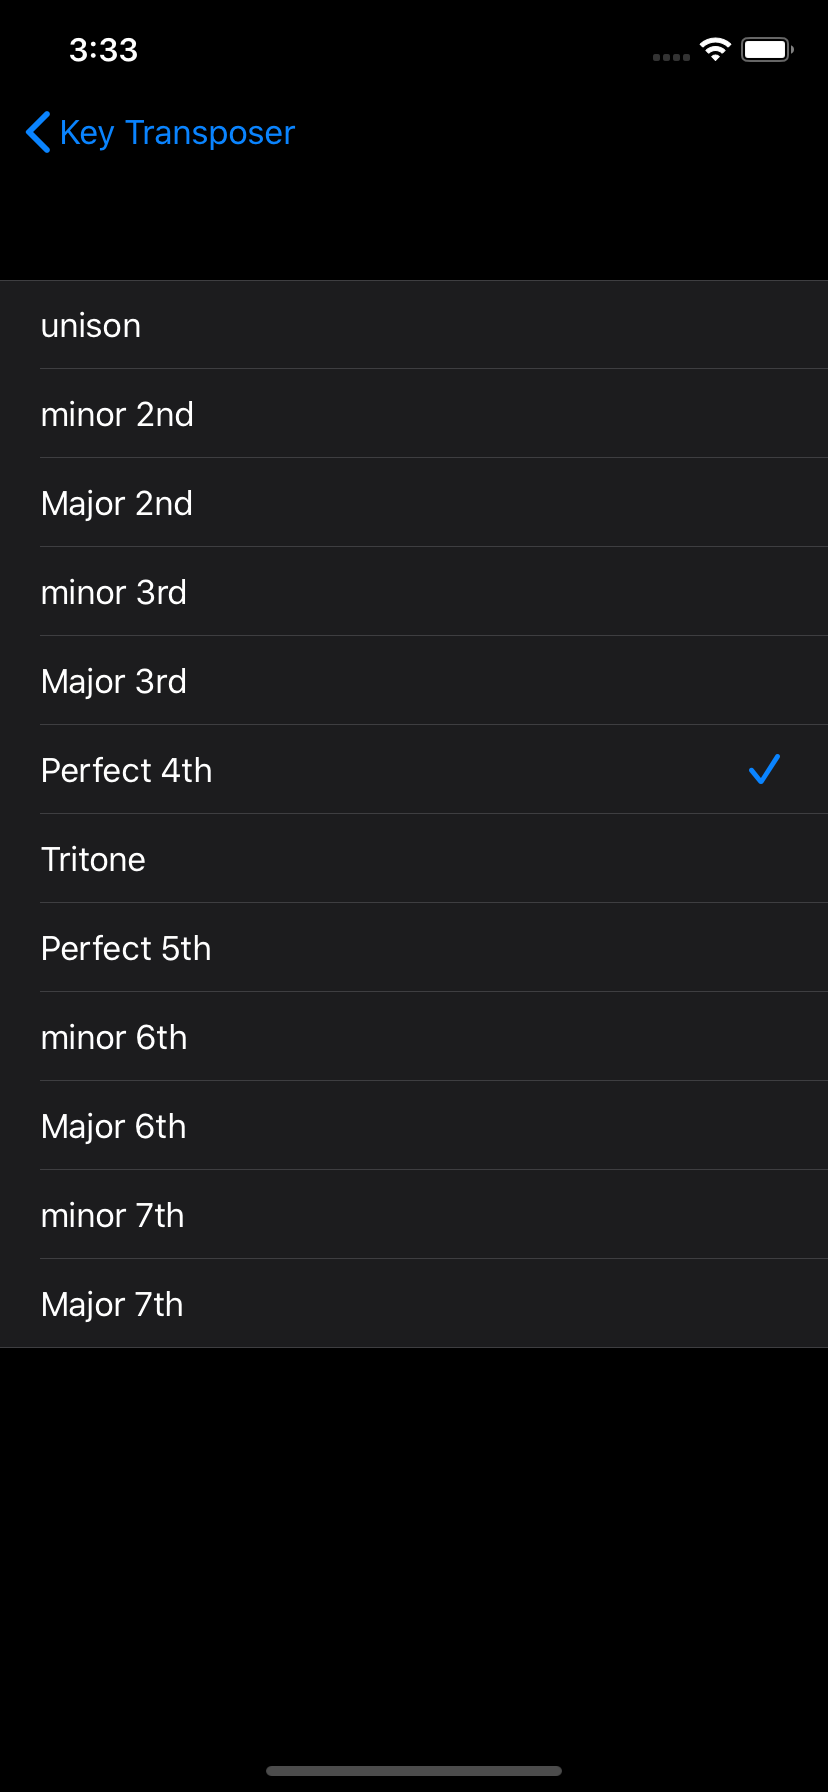 3:33
Key Transposer
unison
minor 2nd
Major 2nd
minor 3rd
Major 3rd
Perfect 4th
Tritone
Perfect 5th
minor 6th
Major 6th
minor 7th
Major 7th